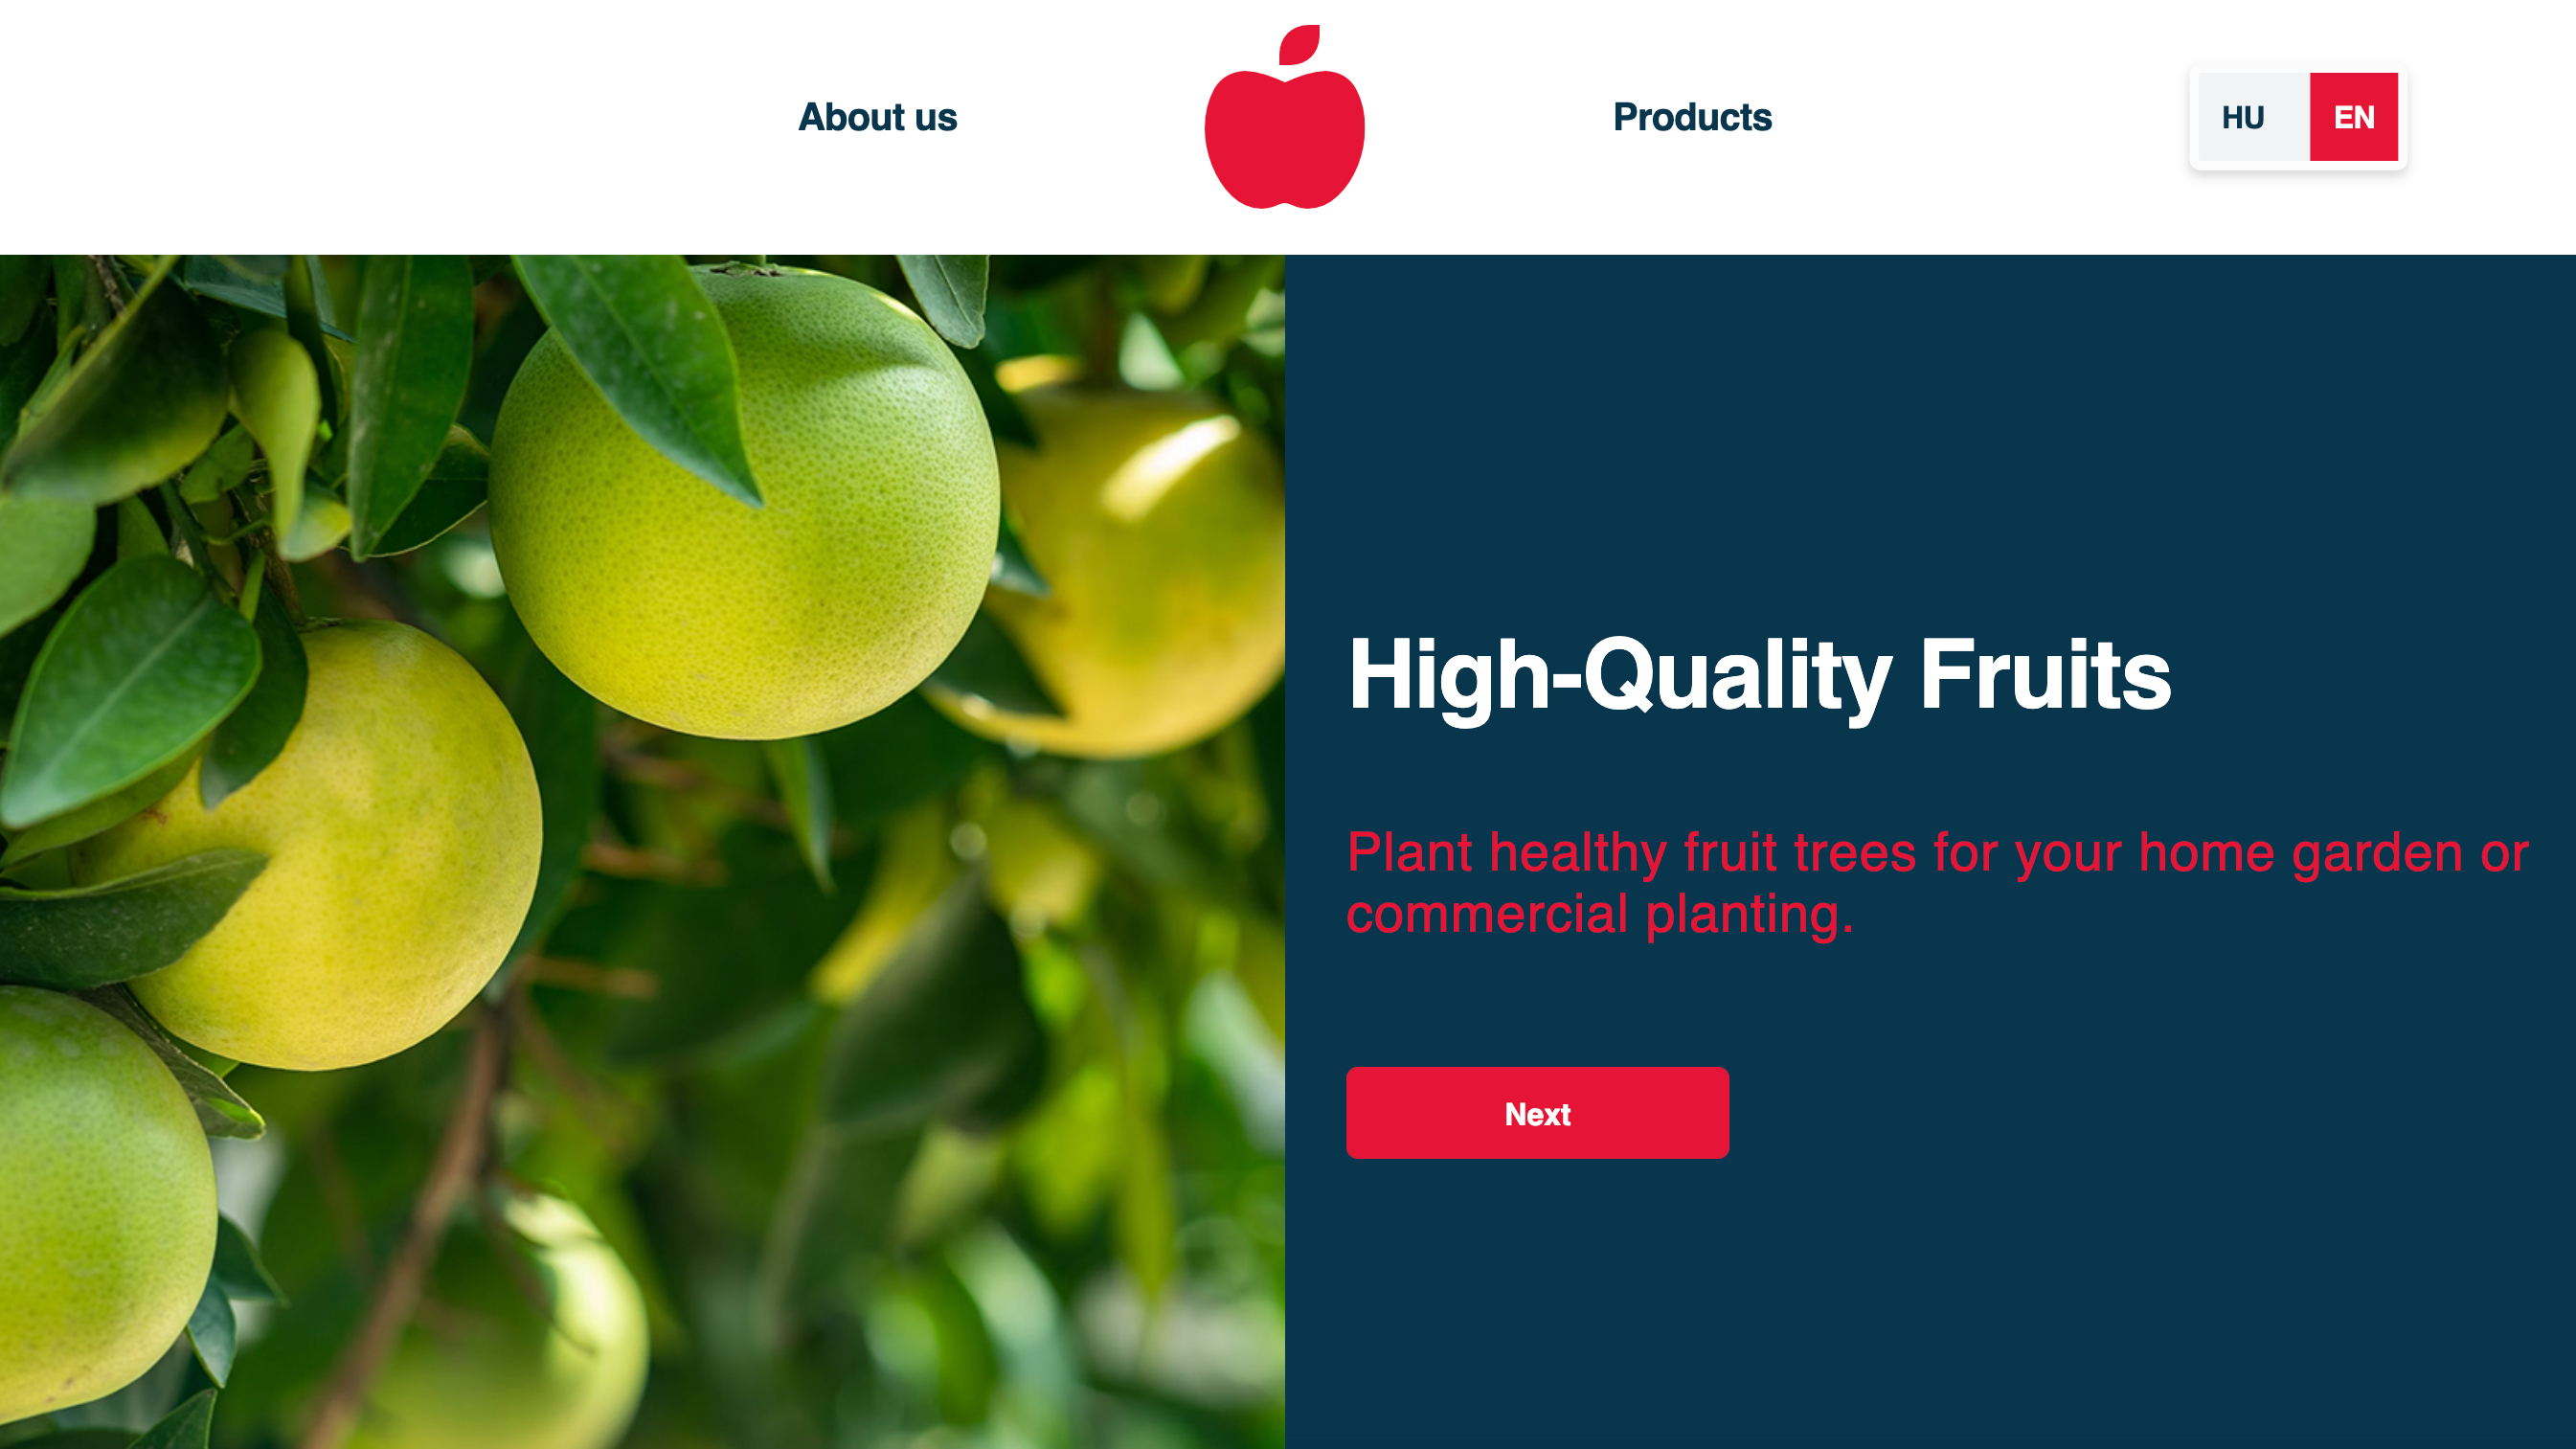 About us
Products
HU
EN
High-Quality Fruits
Plant healthy fruit trees for your home garden or
commercial planting.
Next